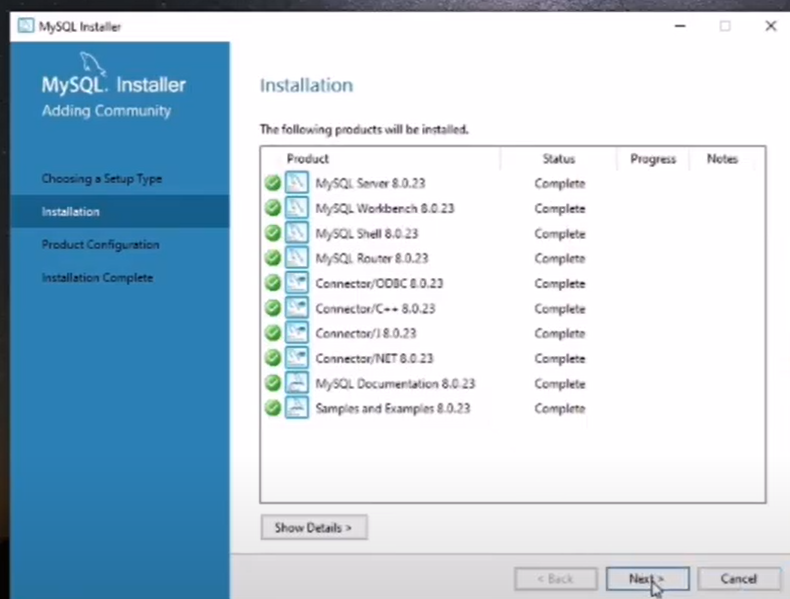 MySQL Installer
MySQL. Installer
Adding Community
Choosing a Setup Type
Installation
Product Configuration
Installation Complete
Installation
The following products will be installed.
Product Status Progress Notes
MySQL Server 8.0.23 Complete
MySQL Workbench 8.0.23 Complete
MySQL Shell 8.0.23 Complete
MySQL Router 8.0.23 Complete
Connector/ODBC 8.0.23 Complete
Connector/C++ 8.0.23 Complete
Connector/J 8.0.23 Complete
Connector/NET 8.0.23 Complete
MySQL Documentation 8.0.23 Complete
Samples and Examples 8.0.23 Complete
Show Details >
< Back Next > Cancel